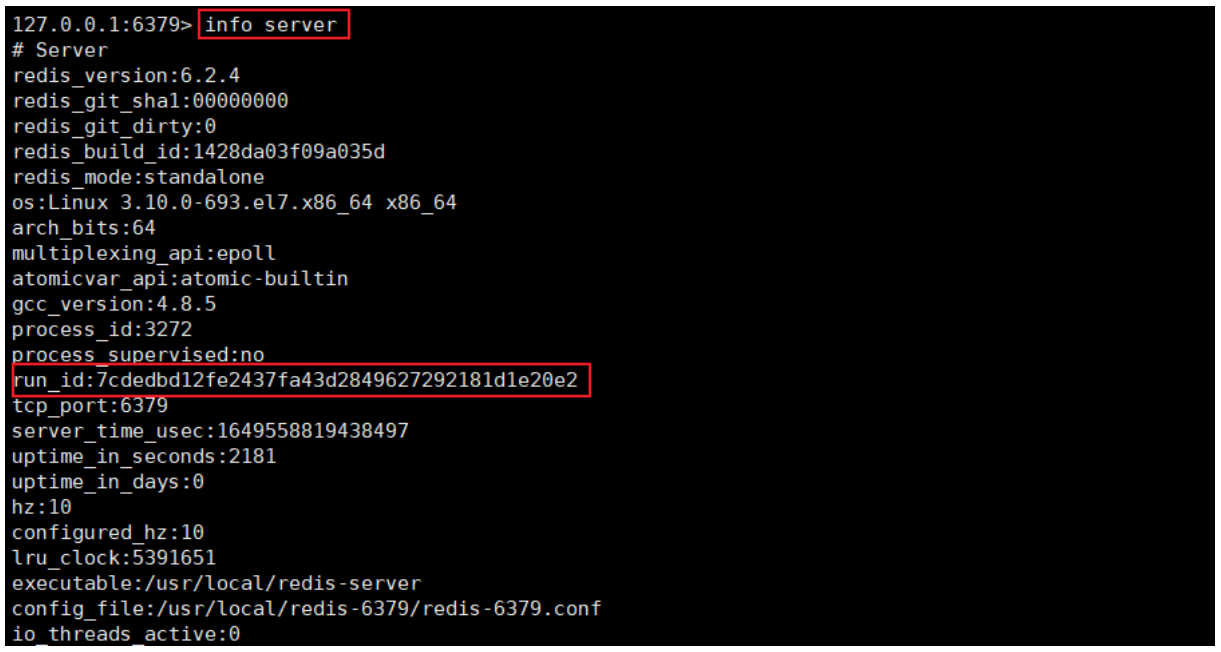 127.0.0.1:6379> info server
# Server
redis_version:6.2.4
redis_git_sha1:00000000
redis_git_dirty:0
redis_build_id:1428da03f09a035d
redis_mode:standalone
os:Linux 3.10.0-693.el7.x86_64 x86_64
arch_bits:64
multiplexing_api:epoll
atomicvar_api:atomic-builtin
gcc_version:4.8.5
process_id:3272
process_supervised:no
run_id:7cdedbd12fe2437fa43d2849627292181d1e20e2
tcp_port:6379
server_time_usec:1649558819438497
uptime_in_seconds:2181
uptime_in_days:0
hz:10
configured_hz:10
lru_clock:5391651
executable:/usr/local/redis-server
config_file:/usr/local/redis-6379/redis-6379.conf
io_threads_active:0